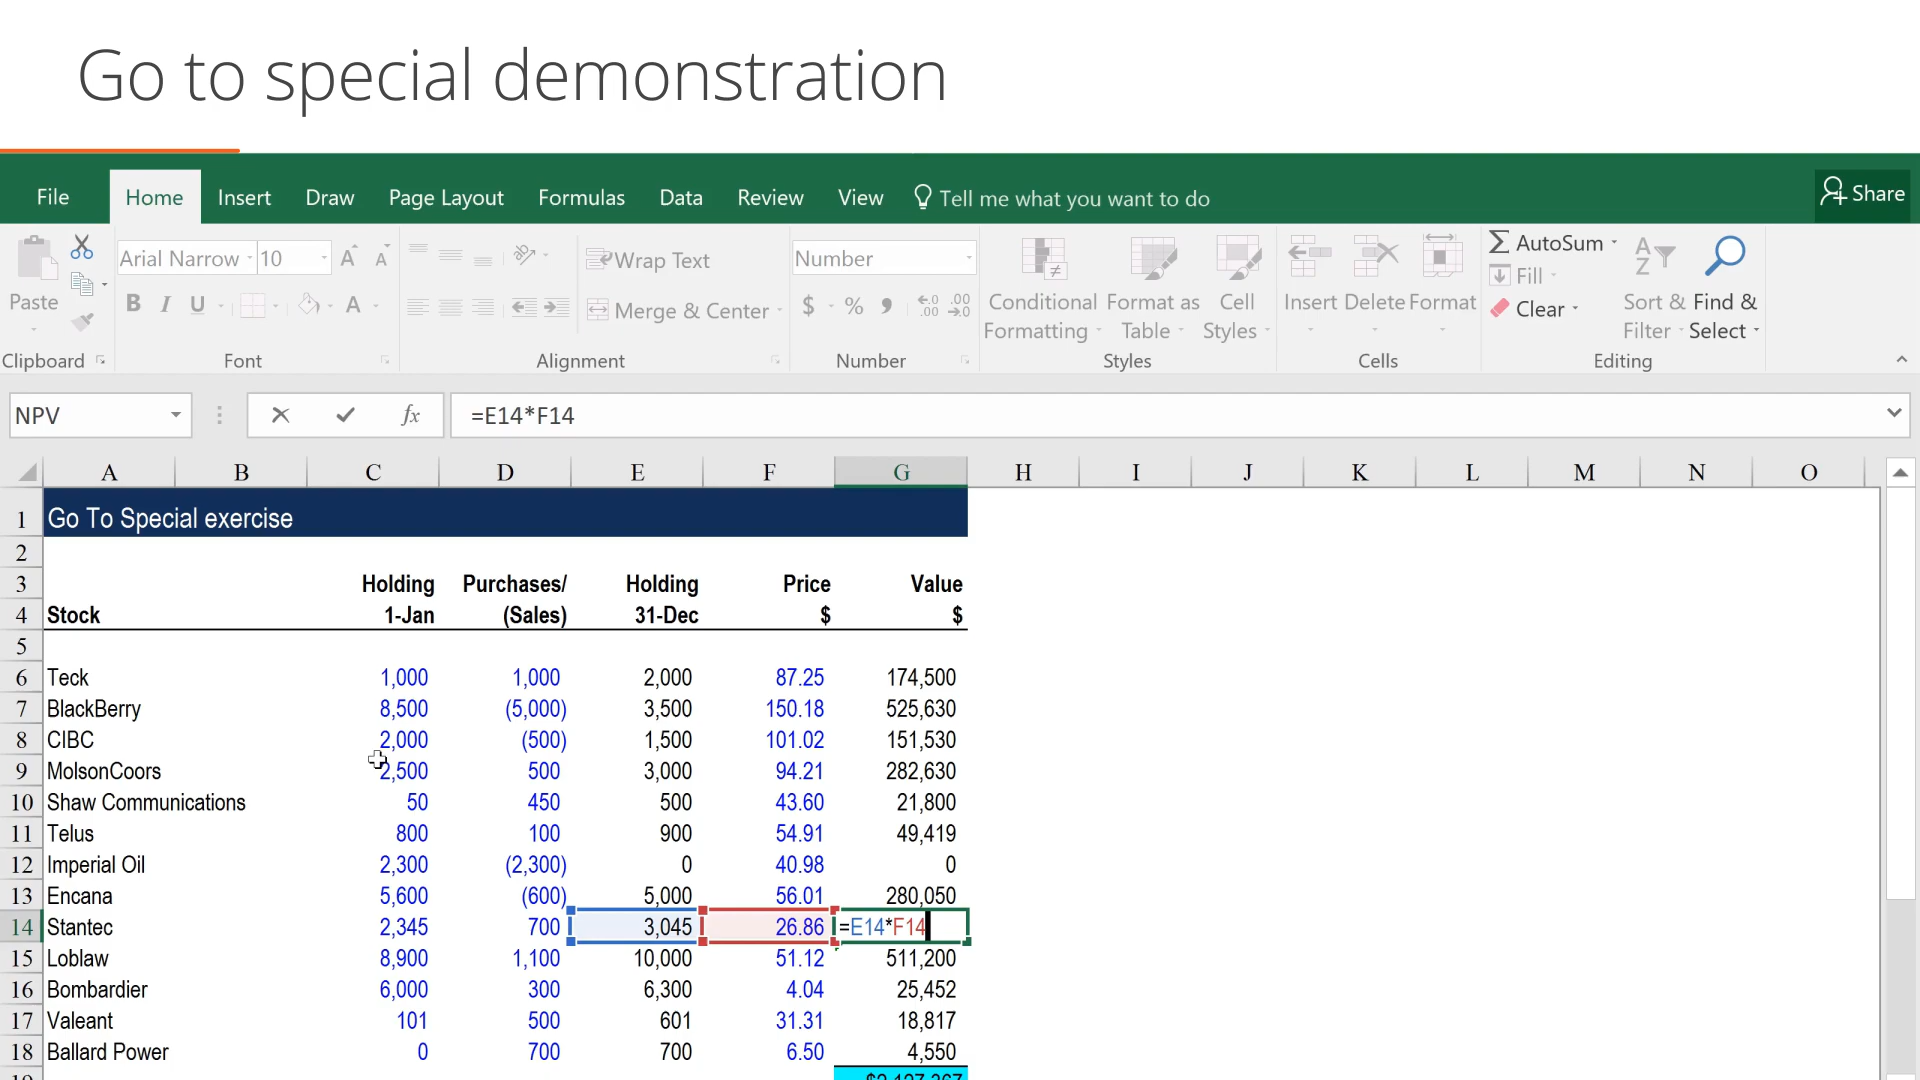 Go to special demonstration
File Home Insert Draw Page Layout Formulas Data Review View Tell me what you want to do Share
Paste Arial Narrow 10 A A Wrap Text Number Conditional Formatting Format as Table Cell Styles Insert Delete Format AutoSum Fill Clear Sort & Filter Find & Select
B I U A Merge & Center $ % , .0 .00 .00 .0
Clipboard Font Alignment Number Styles Cells Editing
NPV fx =E14*F14
A B C D E F G H I J K L M N O
1 Go To Special exercise
2
3 Holding Purchases/ Holding Price Value
4 Stock 1-Jan (Sales) 31-Dec $ $
5
6 Teck 1,000 1,000 2,000 87.25 174,500
7 BlackBerry 8,500 (5,000) 3,500 150.18 525,630
8 CIBC 2,000 (500) 1,500 101.02 151,530
9 MolsonCoors 2,500 500 3,000 94.21 282,630
10 Shaw Communications 50 450 500 43.60 21,800
11 Telus 800 100 900 54.91 49,419
12 Imperial Oil 2,300 (2,300) 0 40.98 0
13 Encana 5,600 (600) 5,000 56.01 280,050
14 Stantec 2,345 700 3,045 26.86 =E14*F14
15 Loblaw 8,900 1,100 10,000 51.12 511,200
16 Bombardier 6,000 300 6,300 4.04 25,452
17 Valeant 101 500 601 31.31 18,817
18 Ballard Power 0 700 700 6.50 4,550